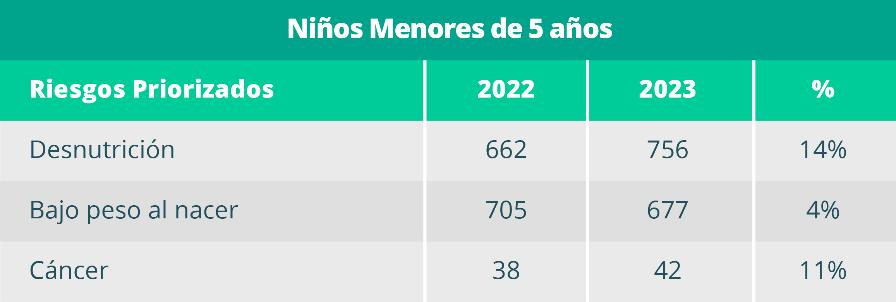 Niños Menores de 5 años
Riesgos Priorizados 2022 2023 %
Desnutrición 662 756 14%
Bajo peso al nacer 705 677 4%
Cáncer 38 42 11%